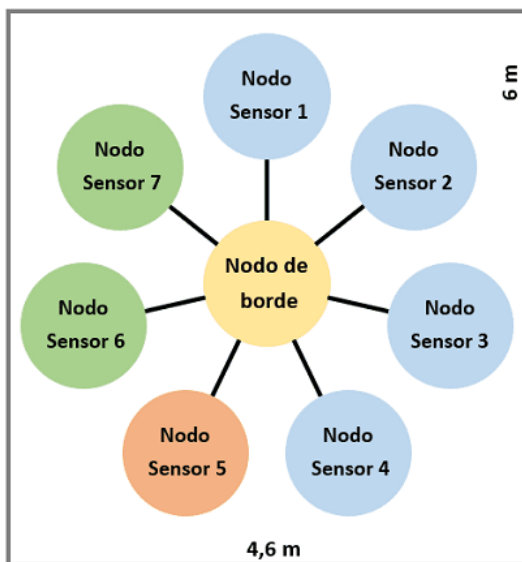 Nodo
Sensor 1
6 m
Nodo
Sensor 7
Nodo
Sensor 2
Nodo de
borde
Nodo
Sensor 6
Nodo
Sensor 3
Nodo
Sensor 5
Nodo
Sensor 4
4,6 m